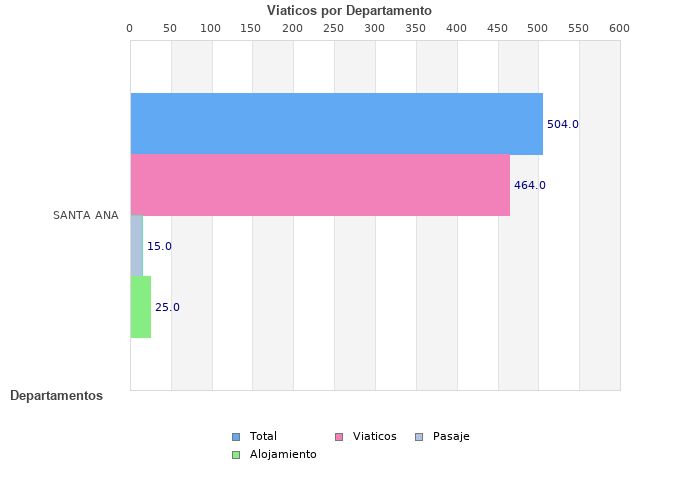 Viaticos por Departamento
0 50 100 150 200 250 300 350 400 450 500 550 600
504.0
464.0
SANTA ANA
15.0
25.0
Departamentos
Total Viaticos Pasaje
Alojamiento